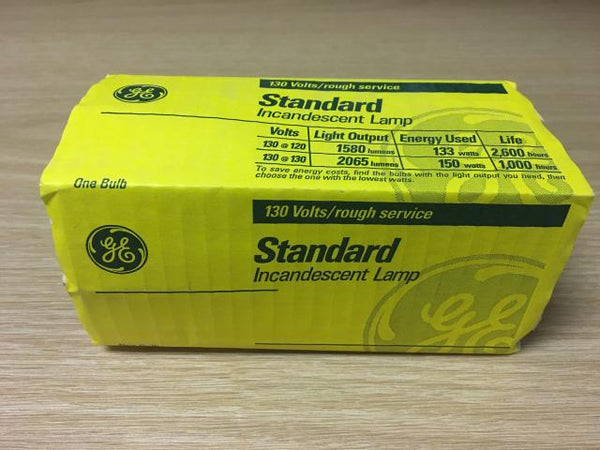 GE
130 Volts/rough service
Standard
Incandescent Lamp
Volts Light Output Energy Used Life
130 @ 120 1580 lumens 133 watts 2,600 hours
130 @ 130 2065 lumens 150 watts 1,000 hours
To save energy costs, find the bulbs with the light output you need, then
choose the one with the lowest watts.
One Bulb
GE
130 Volts/rough service
Standard
Incandescent Lamp
GE
One Bulb